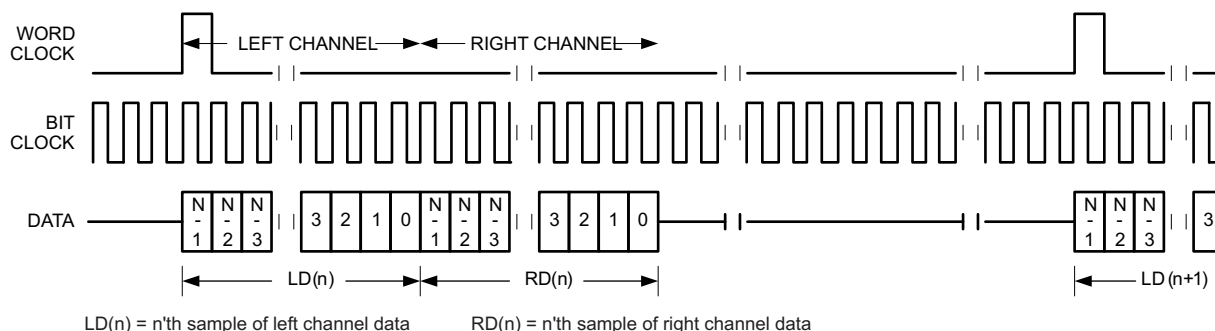 WORD
CLOCK
LEFT CHANNEL
RIGHT CHANNEL
BIT
CLOCK
DATA
N
-
1
N
-
2
N
-
3
3
2
1
0
N
-
1
N
-
2
N
-
3
3
2
1
0
N
-
1
N
-
2
N
-
3
3
LD(n)
RD(n)
LD (n+1)
LD(n) = n'th sample of left channel data
RD(n) = n'th sample of right channel data